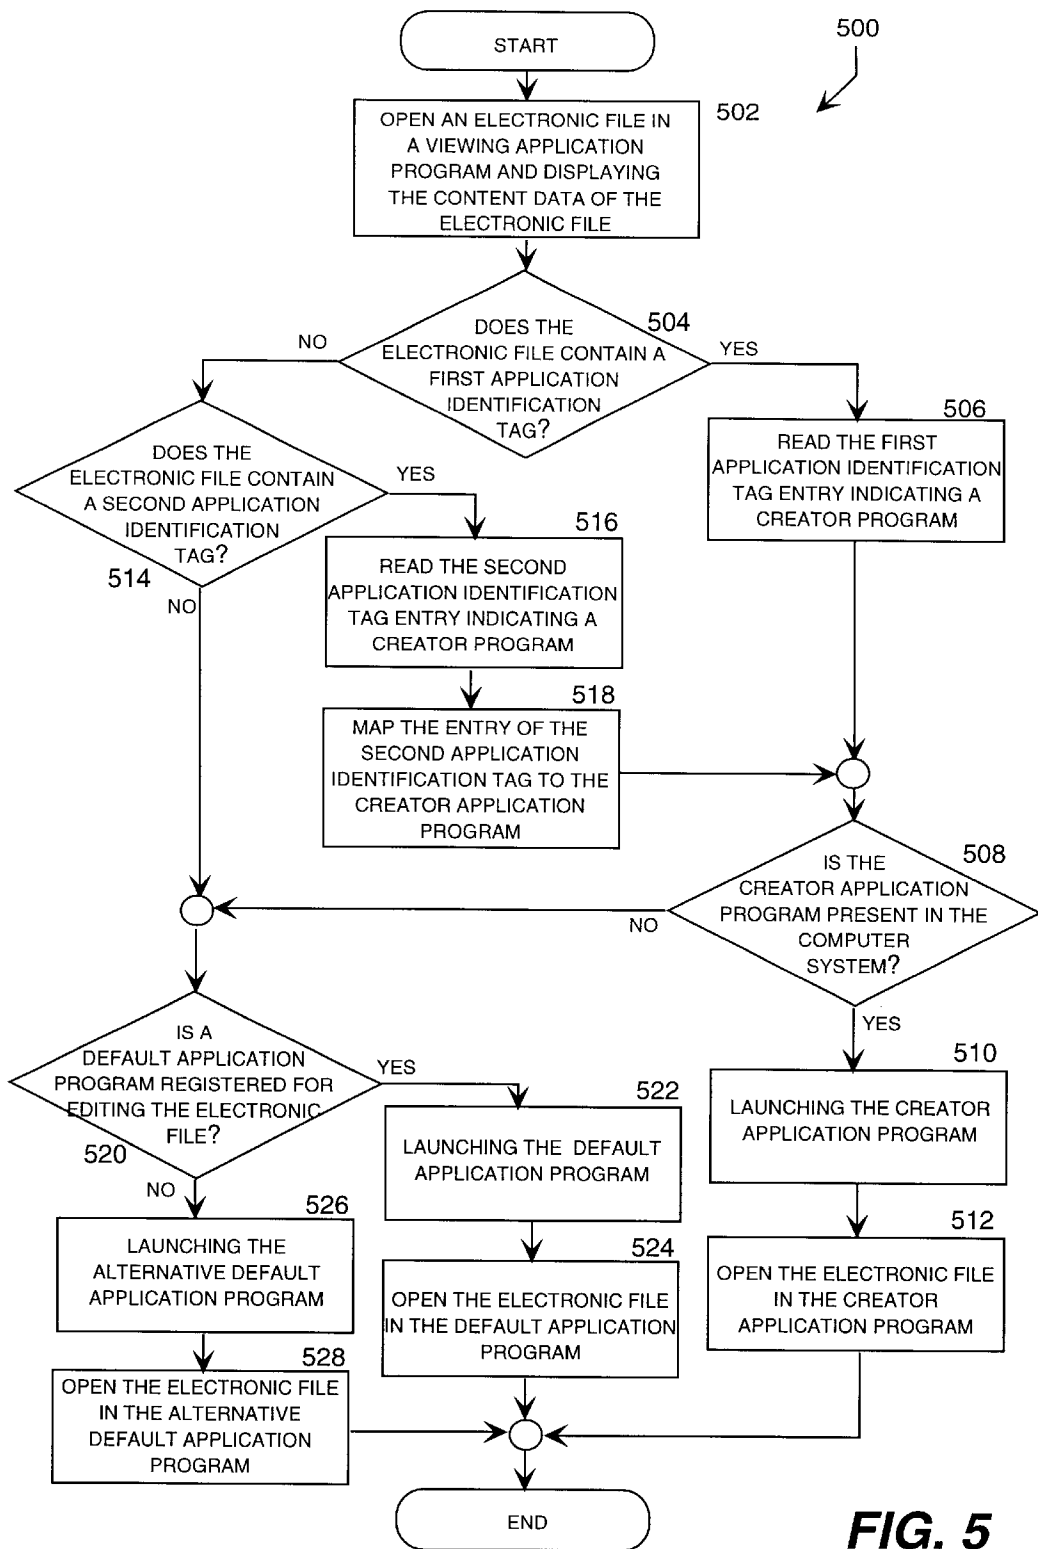 START
500
502
OPEN AN ELECTRONIC FILE IN
A VIEWING APPLICATION
PROGRAM AND DISPLAYING
THE CONTENT DATA OF THE
ELECTRONIC FILE
504
DOES THE
ELECTRONIC FILE CONTAIN A
FIRST APPLICATION
IDENTIFICATION
TAG?
NO
YES
506
READ THE FIRST
APPLICATION IDENTIFICATION
TAG ENTRY INDICATING A
CREATOR PROGRAM
DOES THE
ELECTRONIC FILE CONTAIN
A SECOND APPLICATION
IDENTIFICATION
TAG?
514
YES
NO
516
READ THE SECOND
APPLICATION IDENTIFICATION
TAG ENTRY INDICATING A
CREATOR PROGRAM
518
MAP THE ENTRY OF THE
SECOND APPLICATION
IDENTIFICATION TAG TO THE
CREATOR APPLICATION
PROGRAM
508
IS THE
CREATOR APPLICATION
PROGRAM PRESENT IN THE
COMPUTER
SYSTEM?
NO
YES
IS A
DEFAULT APPLICATION
PROGRAM REGISTERED FOR
EDITING THE ELECTRONIC
FILE?
520
YES
NO
510
LAUNCHING THE CREATOR
APPLICATION PROGRAM
522
LAUNCHING THE DEFAULT
APPLICATION PROGRAM
526
LAUNCHING THE
ALTERNATIVE DEFAULT
APPLICATION PROGRAM
512
OPEN THE ELECTRONIC FILE
IN THE CREATOR
APPLICATION PROGRAM
524
OPEN THE ELECTRONIC FILE
IN THE DEFAULT APPLICATION
PROGRAM
528
OPEN THE ELECTRONIC FILE
IN THE ALTERNATIVE
DEFAULT APPLICATION
PROGRAM
END
FIG. 5